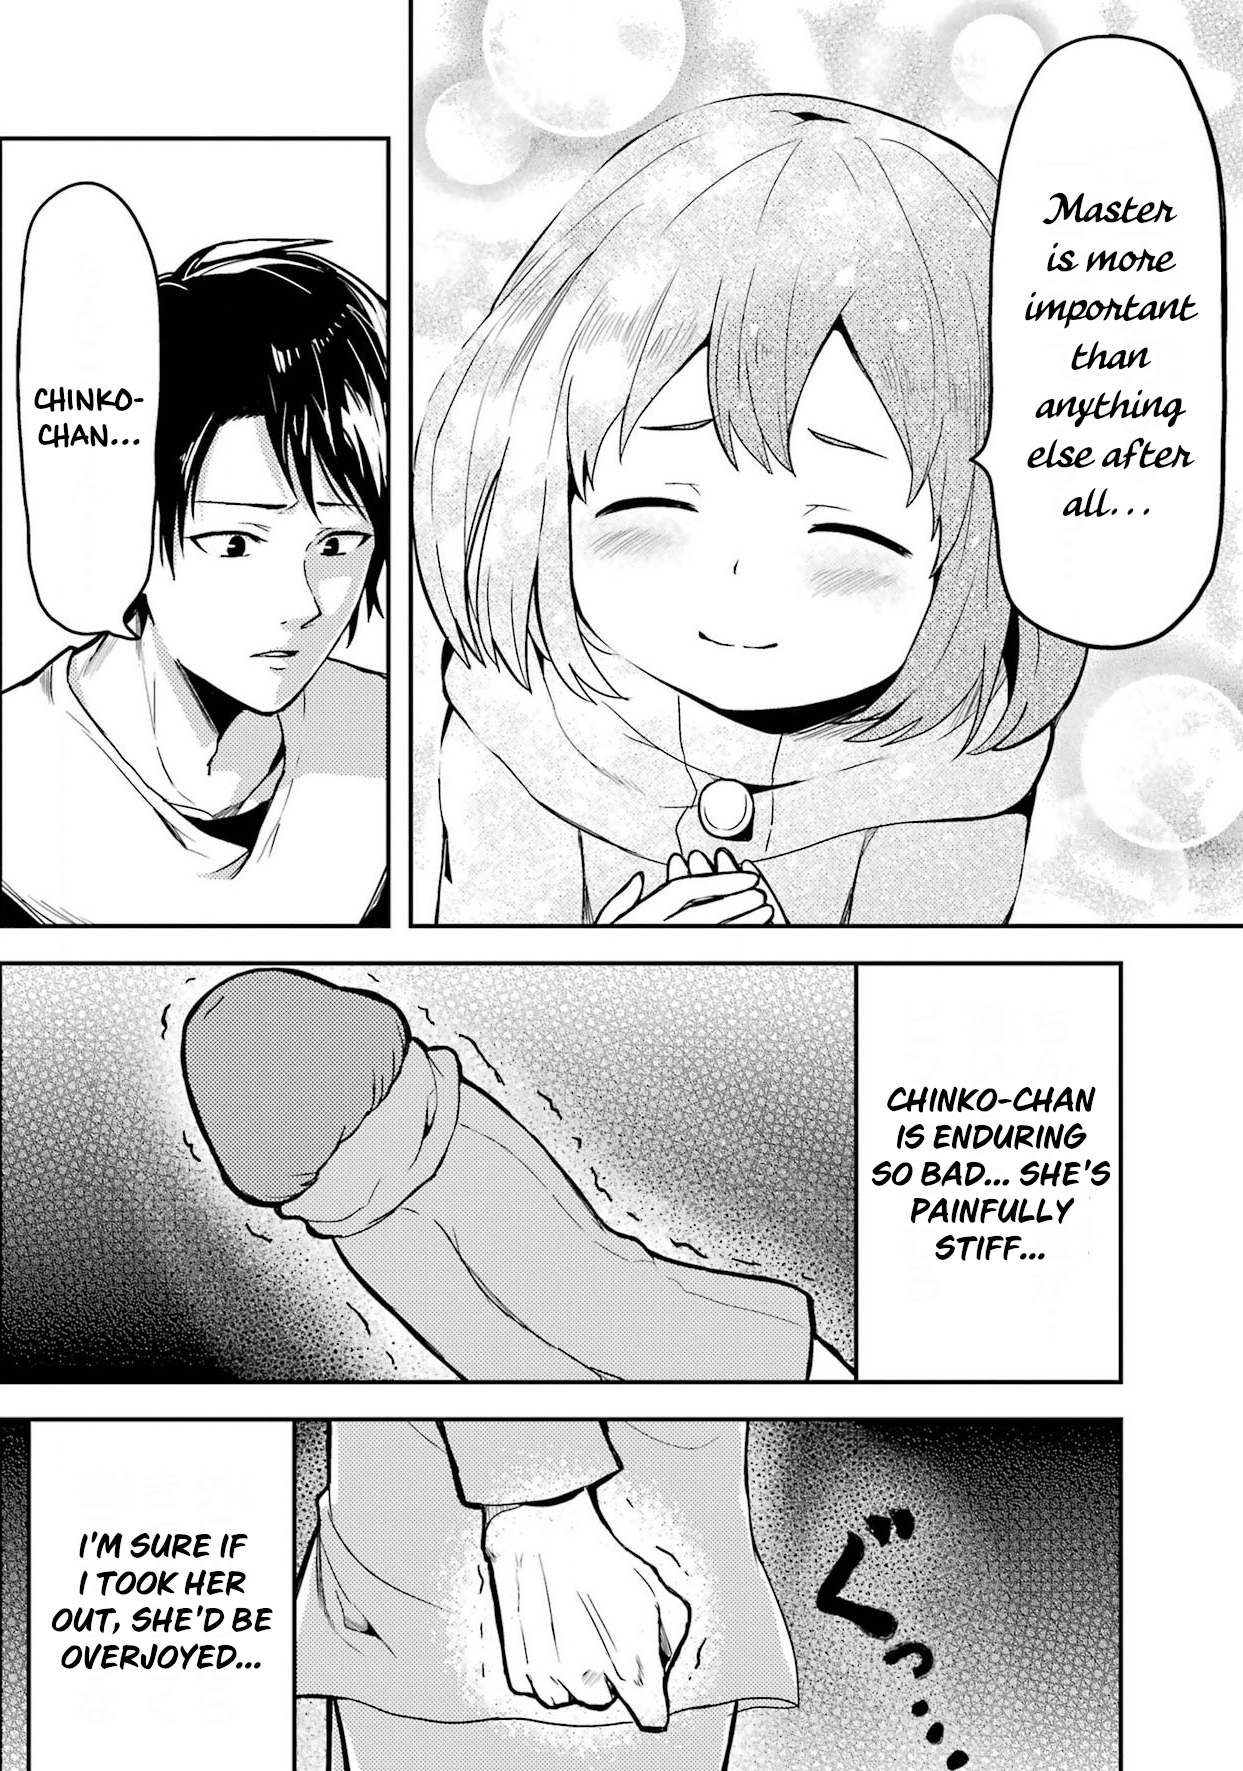 Master
is more
important
than
anything
else after
all...
CHINKO-
CHAN...
CHINKO-CHAN
IS ENDURING
SO BAD... SHE'S
PAINFULLY
STIFF...
ぐっ……
I'M SURE IF
I TOOK HER
OUT, SHE'D BE
OVERJOYED...